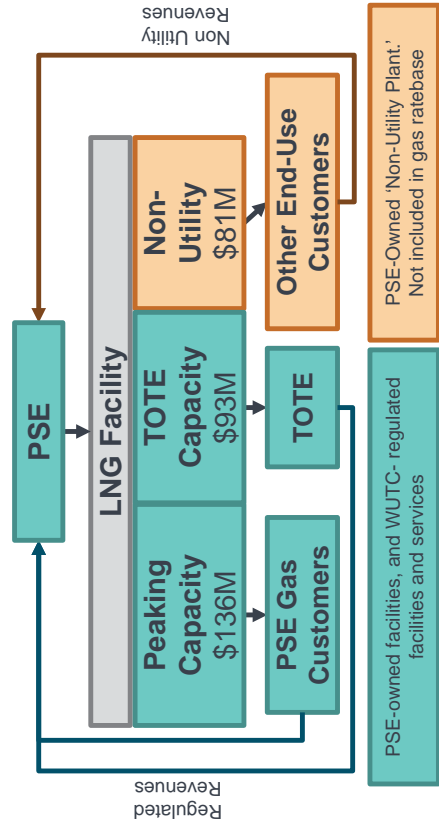 PSE
LNG Facility
Peaking
Capacity
$136M
TOTE
Capacity
$93M
Non-
Utility
$81M
PSE Gas
Customers
TOTE
Other End-Use
Customers
Regulated
Revenues
Non Utility
Revenues
PSE-owned facilities, and WUTC- regulated
facilities and services
PSE-Owned ‘Non-Utility Plant.’
Not included in gas ratebase